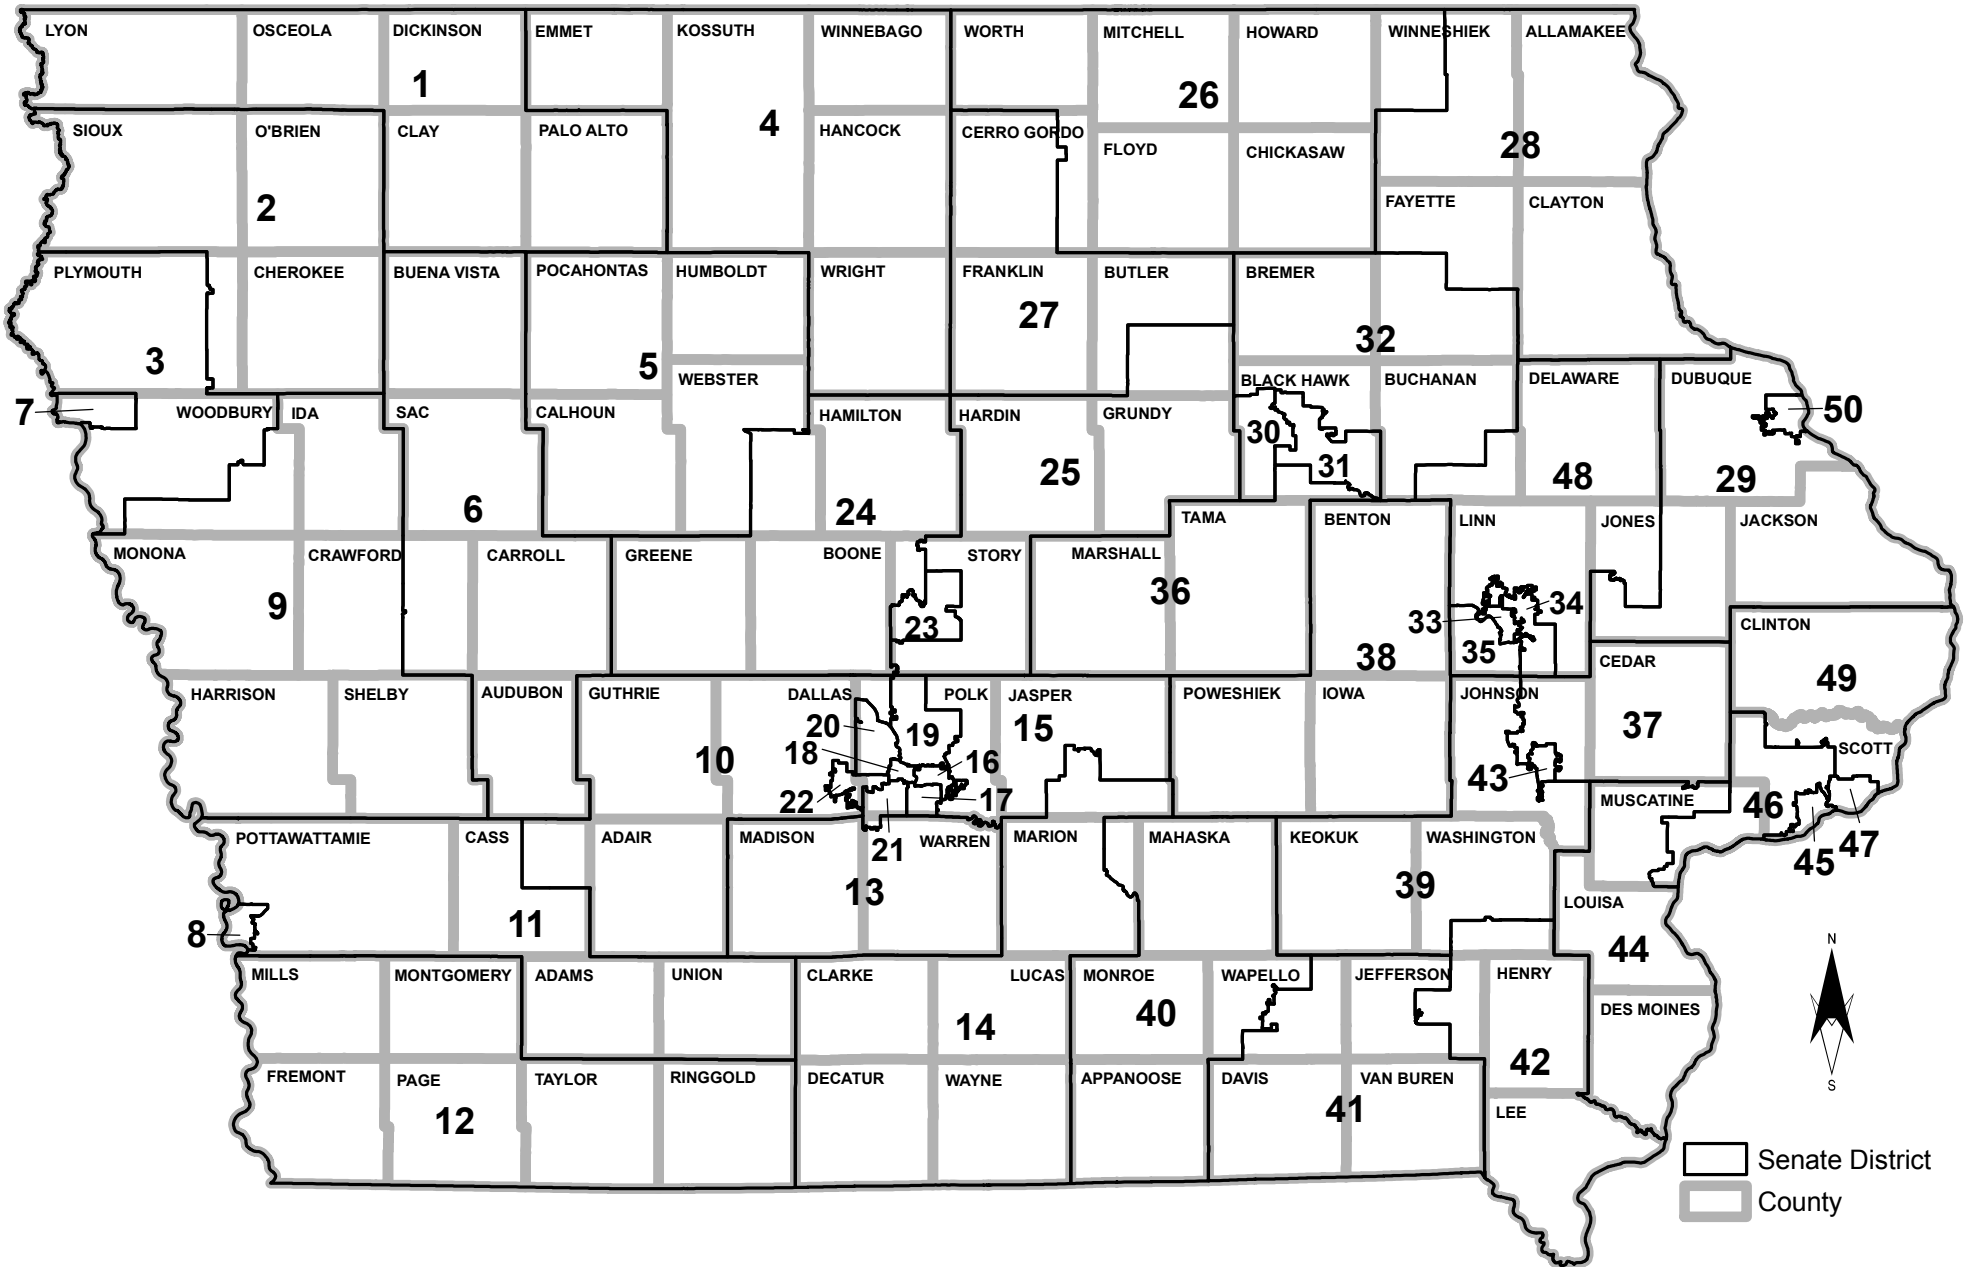 LYON OSCEOLA DICKINSON EMMET KOSSUTH WINNEBAGO WORTH MITCHELL HOWARD WINNESHIEK ALLAMAKEE
1 26
4
SIOUX O'BRIEN CLAY PALO ALTO HANCOCK CERRO GORDO
FLOYD CHICKASAW 28
2 FAYETTE CLAYTON
PLYMOUTH CHEROKEE BUENA VISTA POCAHONTAS HUMBOLDT WRIGHT FRANKLIN BUTLER BREMER
27
3 5 32
WEBSTER BLACK HAWK BUCHANAN DELAWARE DUBUQUE
7 WOODBURY IDA SAC CALHOUN HAMILTON HARDIN GRUNDY 50
30
25 31 48 29
6 24
TAMA BENTON LINN JONES JACKSON
MONONA CRAWFORD CARROLL GREENE BOONE STORY MARSHALL
9 36 34
23 33 CLINTON
38 35 CEDAR
HARRISON SHELBY AUDUBON GUTHRIE DALLAS POLK JASPER POWESHIEK IOWA JOHNSON 49
20 19 15 37
10 18 16 SCOTT
43
22 17 MUSCATINE 46
POTTAWATTAMIE CASS ADAIR MADISON 21 WARREN MARION MAHASKA KEOKUK WASHINGTON 45 47
13 39
LOUISA
8 11 44
N
MILLS MONTGOMERY ADAMS UNION CLARKE LUCAS MONROE WAPELLO JEFFERSON HENRY
14 40 DES MOINES
42
FREMONT PAGE TAYLOR RINGGOLD DECATUR WAYNE APPANOOSE DAVIS VAN BUREN
S
12 41 LEE
Senate District
County